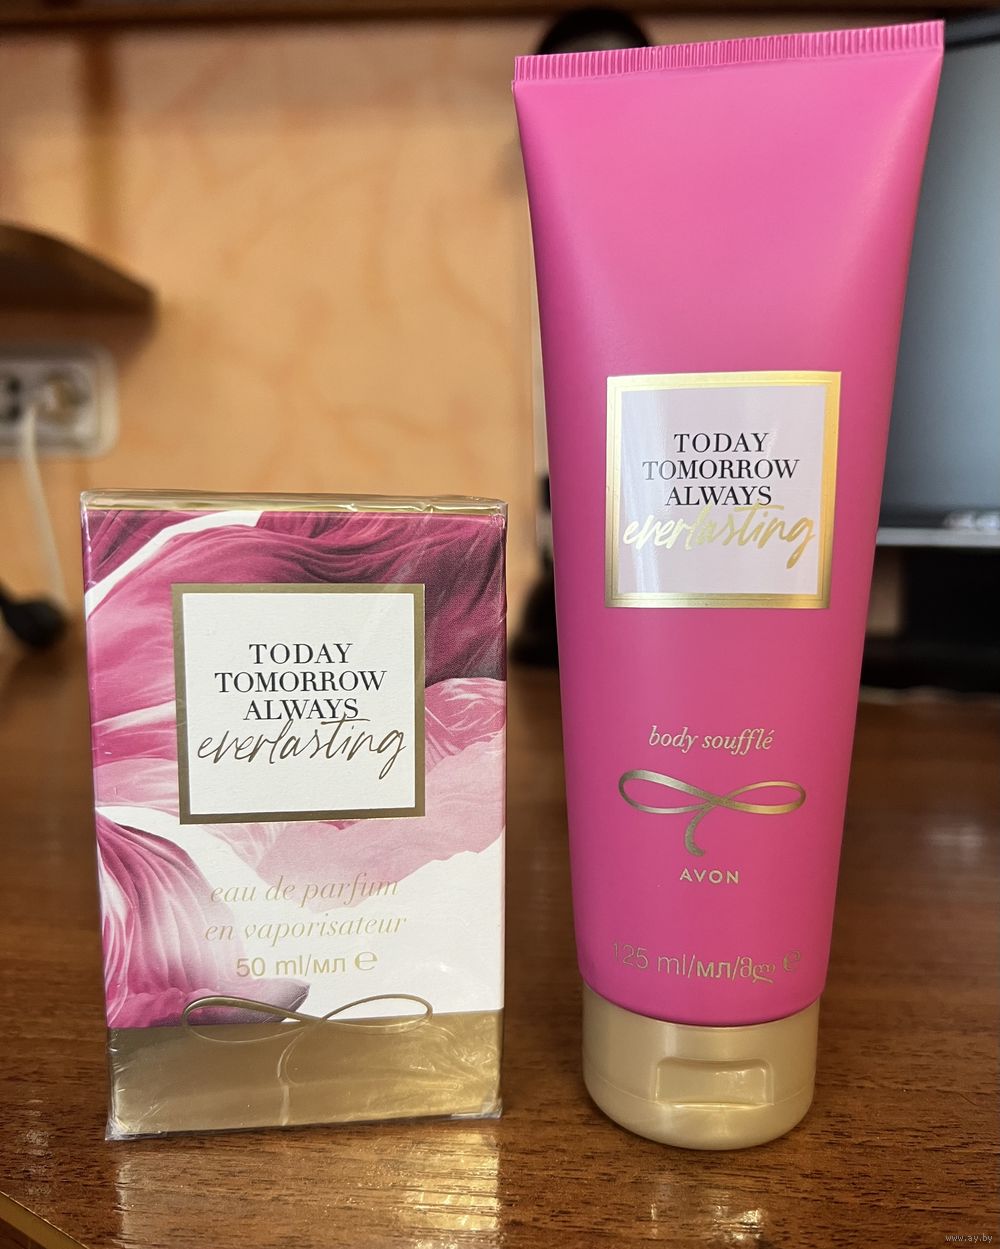 TODAY
TOMORROW
ALWAYS
everlasting
eau de parfum
en vaporisateur
50 ml/мл ℮
TODAY
TOMORROW
ALWAYS
everlasting
body soufflé
AVON
125 ml/мл/მლ ℮
www.ay.by